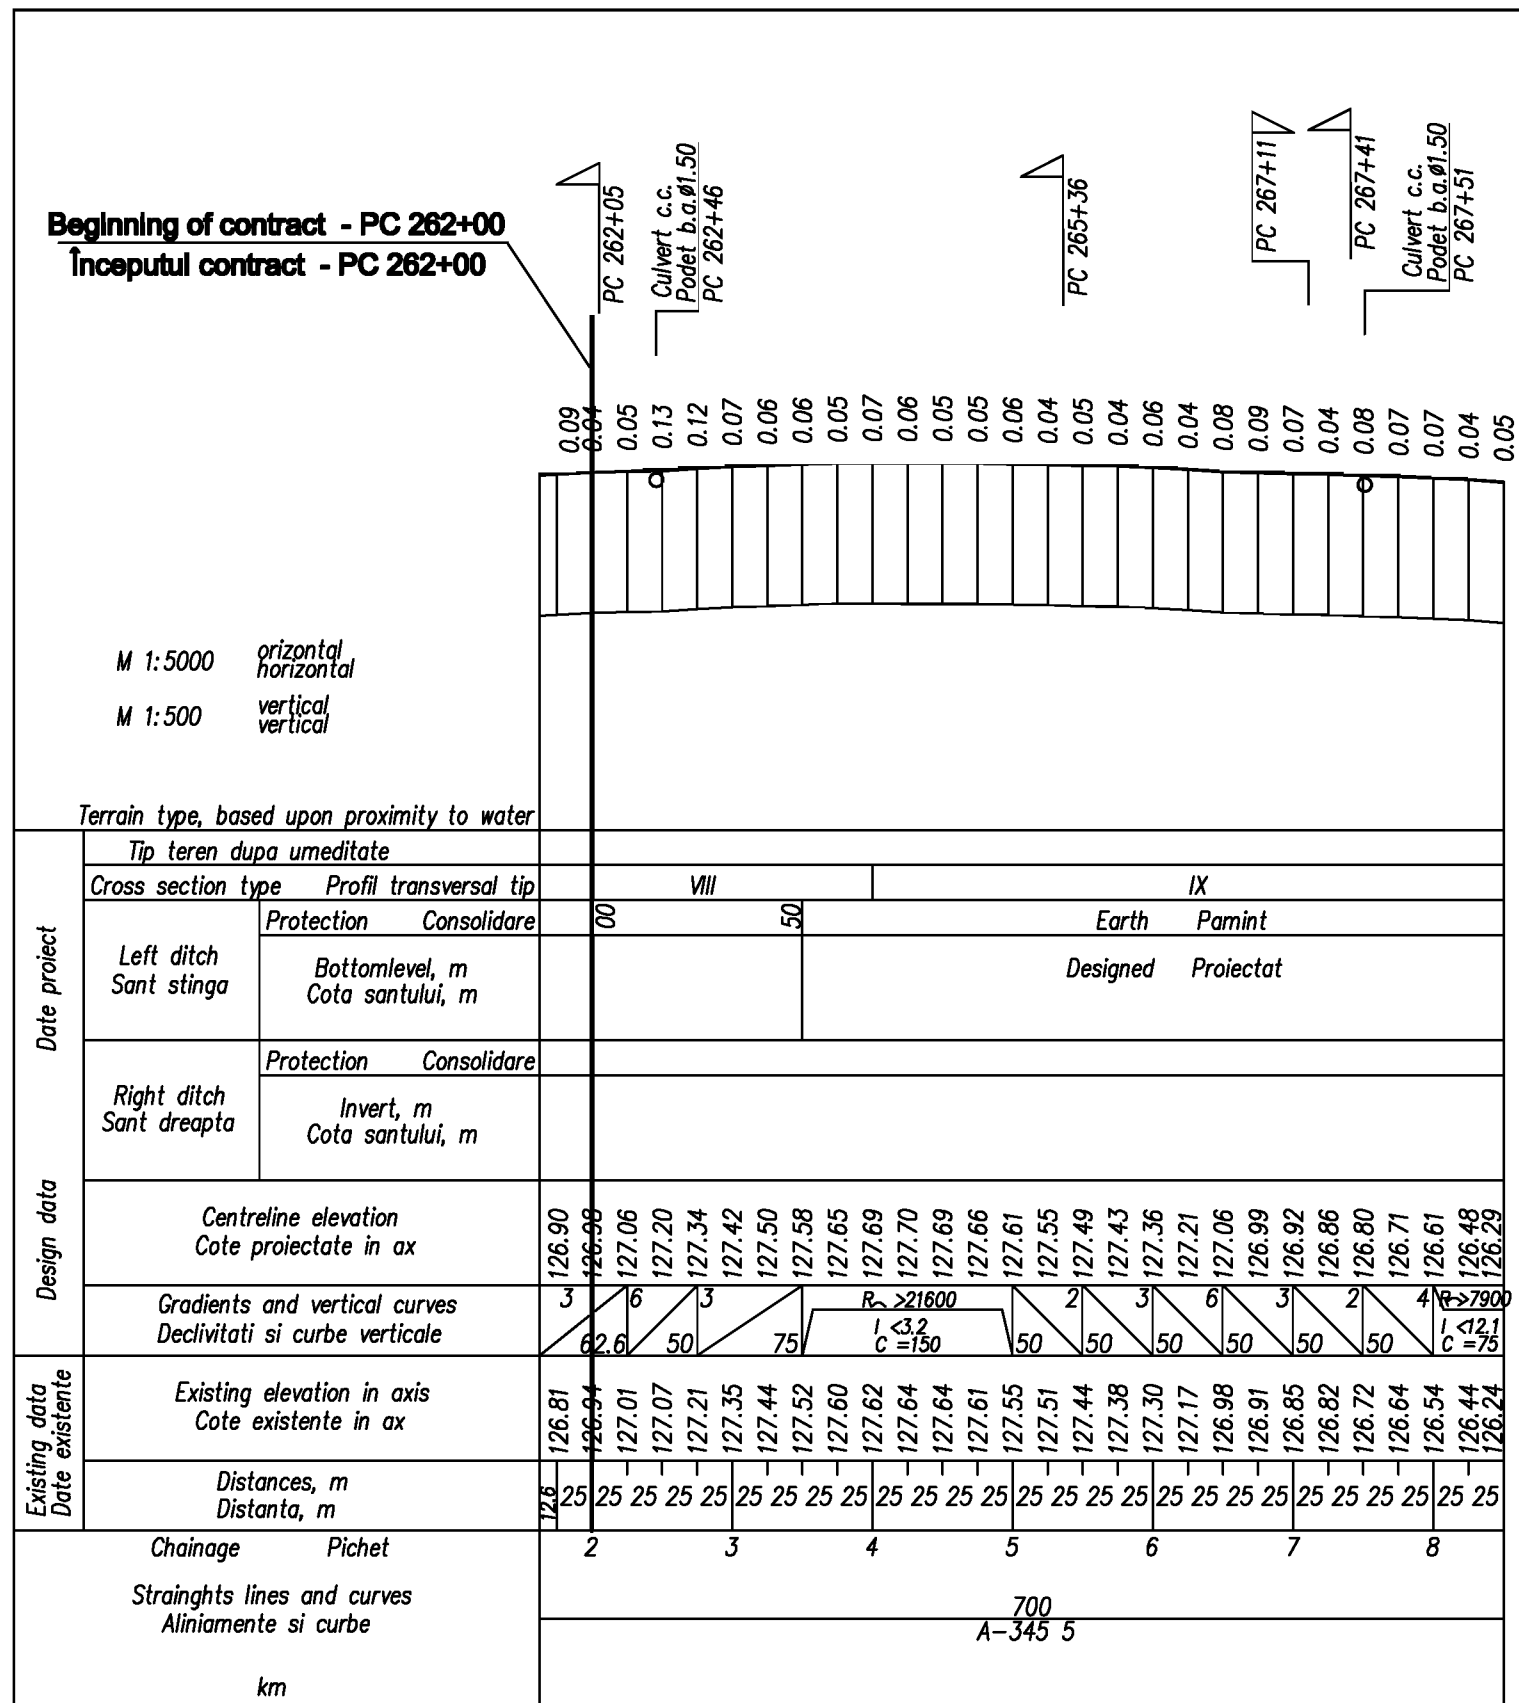 Beginning of contract - PC 262+00
Începutul contract - PC 262+00
PC 262+05
Culvert c.c.
Podet b.a.ø1.50
PC 262+46
PC 265+36
PC 267+11
PC 267+41
Culvert c.c.
Podet b.a.ø1.50
PC 267+51
0.09 0.04 0.05 0.13 0.12 0.07 0.06 0.06 0.05 0.07 0.06 0.05 0.05 0.06 0.04 0.05 0.04 0.06 0.04 0.08 0.09 0.07 0.04 0.08 0.07 0.07 0.04 0.05
M 1:5000 orizontal
horizontal
M 1:500 vertical
vertical
Terrain type, based upon proximity to water
Tip teren dupa umeditate
Cross section type Profil transversal tip VIII IX
Date proiect
Design data
Left ditch
Sant stinga
Protection Consolidare 00 50 Earth Pamint
Bottomlevel, m
Cota santului, m
Designed Proiectat
Right ditch
Sant dreapta
Protection Consolidare
Invert, m
Cota santului, m
Centreline elevation
Cote proiectate in ax
126.90 126.98 127.06 127.20 127.34 127.42 127.50 127.58 127.65 127.69 127.70 127.69 127.66 127.61 127.55 127.49 127.43 127.36 127.21 127.06 126.99 126.92 126.86 126.80 126.71 126.61 126.48 126.29
Gradients and vertical curves
Declivitati si curbe verticale
3 6 3 R >21600 2 3 6 3 2 4 R >7900
I <3.2 I <12.1
62.6 50 75 C =150 50 50 50 50 50 50 C =75
Existing data
Date existente
Existing elevation in axis
Cote existente in ax
126.81 126.94 127.01 127.07 127.21 127.35 127.44 127.52 127.60 127.62 127.64 127.64 127.61 127.55 127.51 127.44 127.38 127.30 127.17 126.98 126.91 126.85 126.82 126.72 126.64 126.54 126.44 126.24
Distances, m
Distanta, m
12.6 25 25 25 25 25 25 25 25 25 25 25 25 25 25 25 25 25 25 25 25 25 25 25 25 25 25 25
Chainage Pichet 2 3 4 5 6 7 8
Strainghts lines and curves
Aliniamente si curbe
700
A-345 5
km